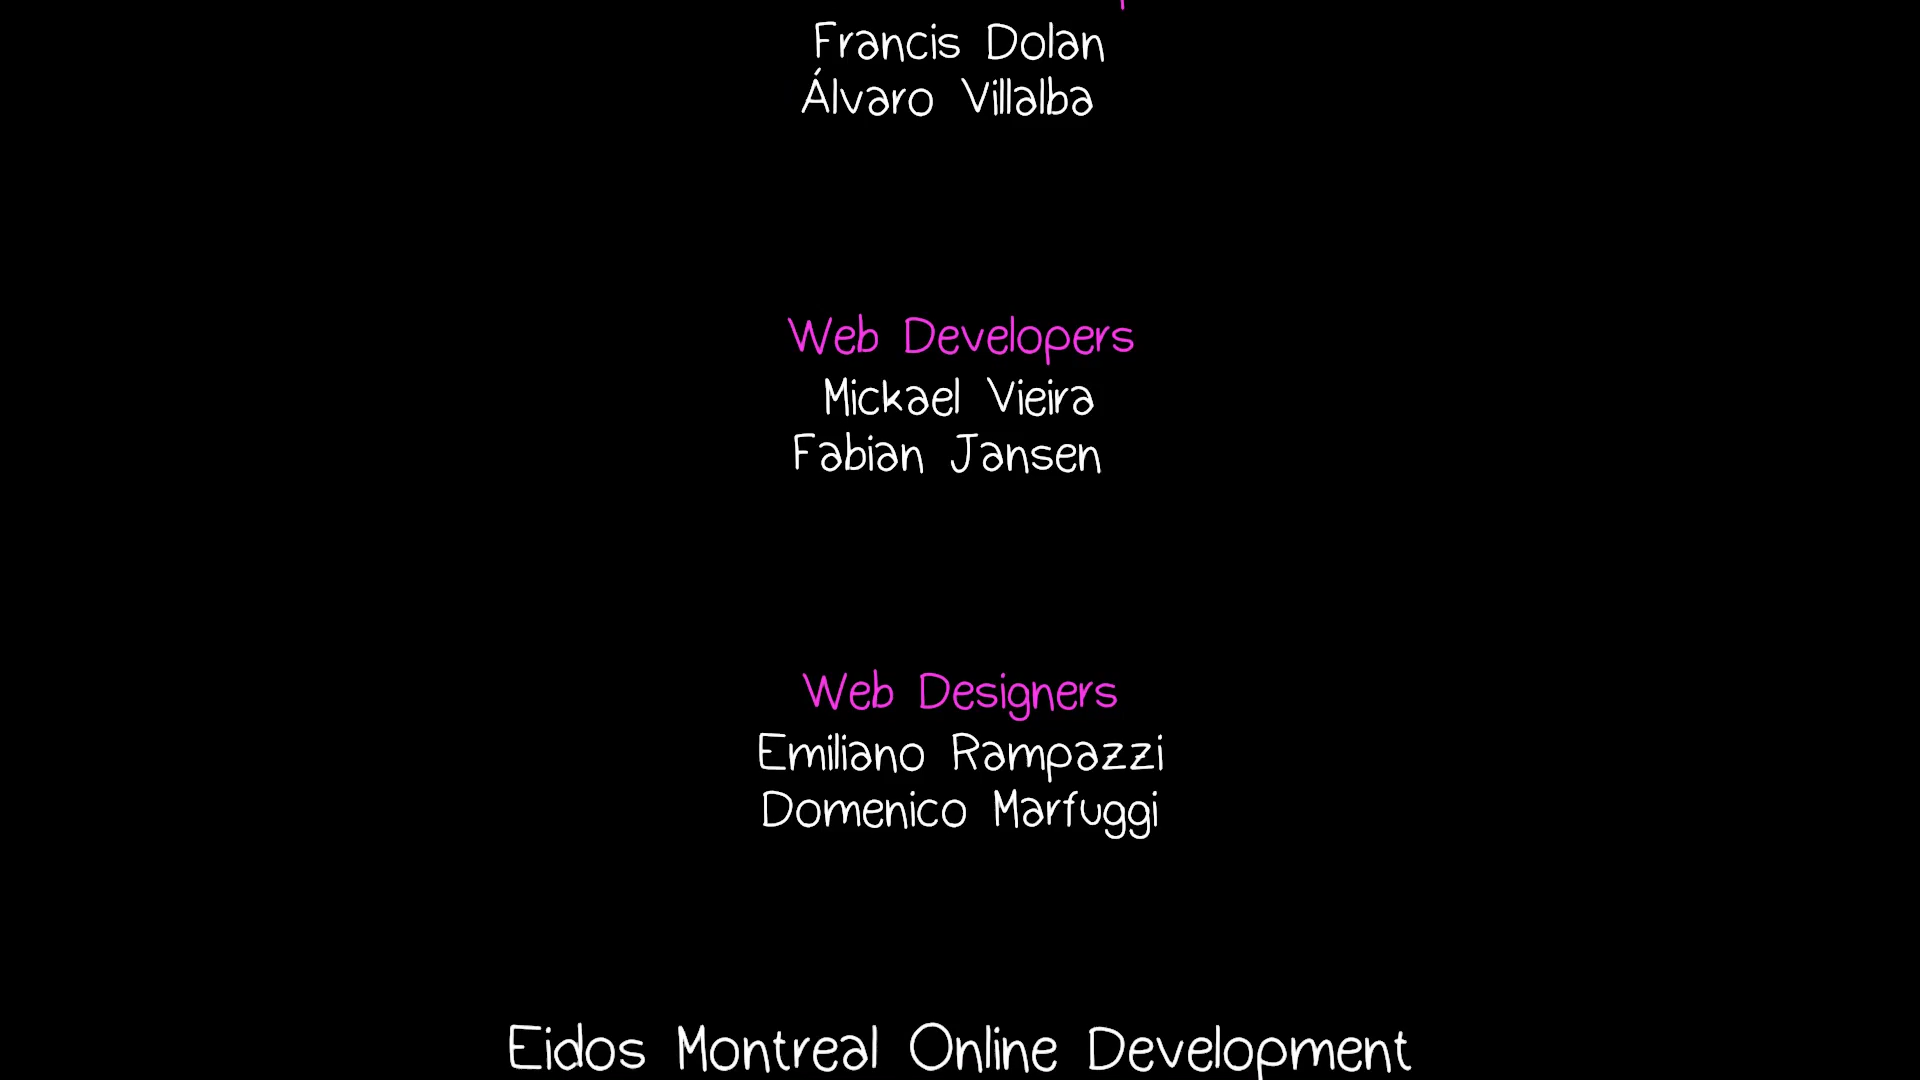 Francis Dolan
Álvaro Villalba
Web Developers
Mickael Vieira
Fabian Jansen
Web Designers
Emiliano Rampazzi
Domenico Marfuggi
Eidos Montreal Online Development